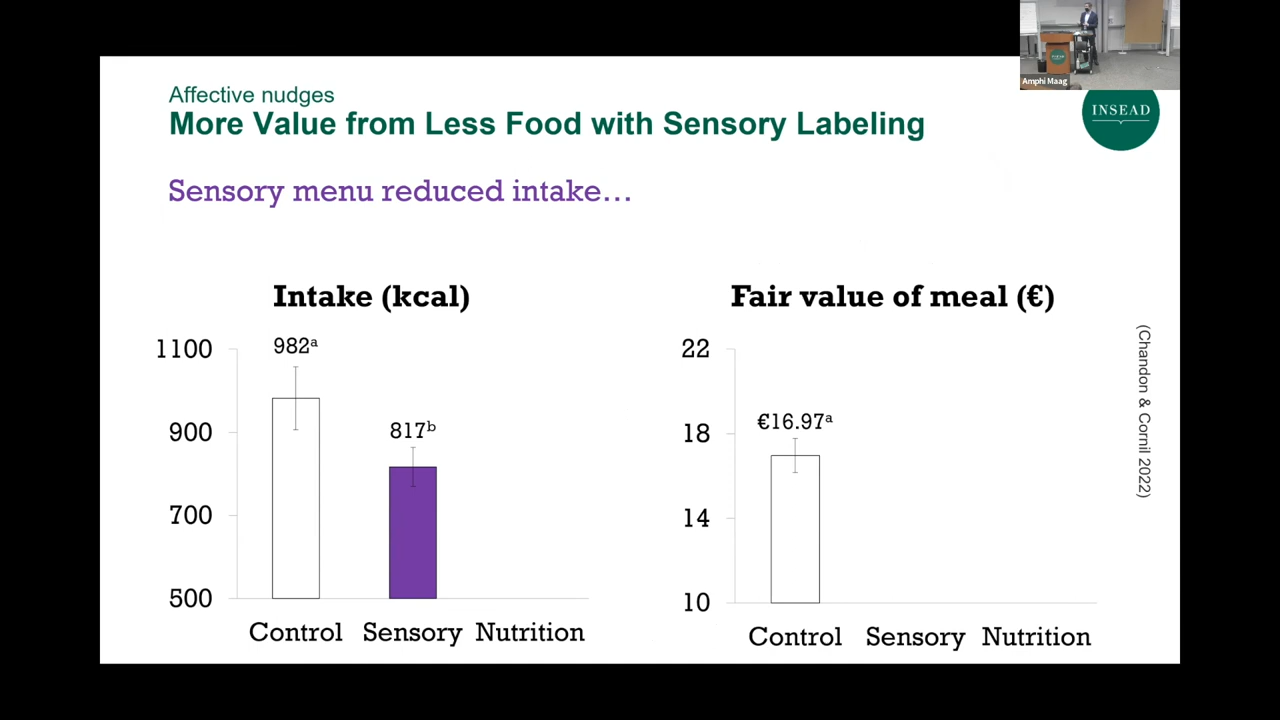 Amphi Maag
Affective nudges
More Value from Less Food with Sensory Labeling
INSEAD
Sensory menu reduced intake…
Intake (kcal)
1100
900
700
500
982ᵃ
817ᵇ
Control Sensory Nutrition
Fair value of meal (€)
22
18
14
10
€16.97ᵃ
Control Sensory Nutrition
(Chandon & Cornil 2022)